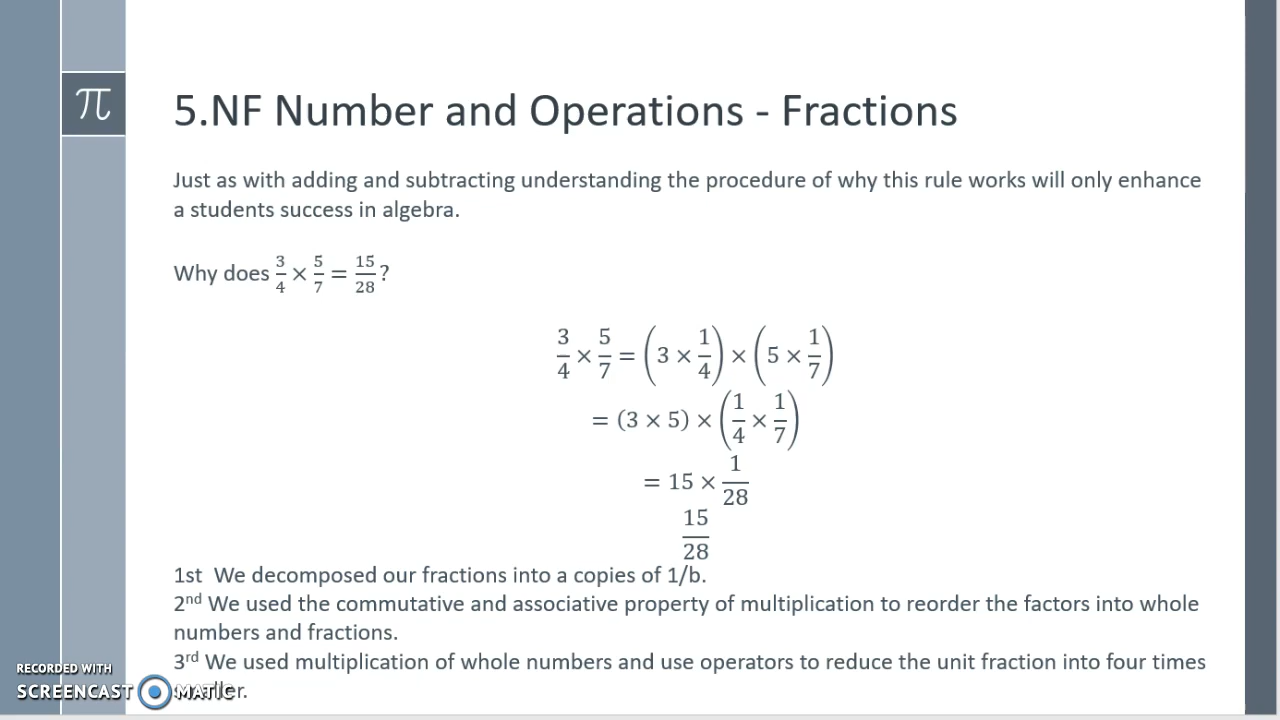 π
5.NF Number and Operations - Fractions
Just as with adding and subtracting understanding the procedure of why this rule works will only enhance
a students success in algebra.
Why does 3/4 × 5/7 = 15/28?
3/4 × 5/7 = (3 × 1/4) × (5 × 1/7)
= (3 × 5) × (1/4 × 1/7)
= 15 × 1/28
15/28
1st We decomposed our fractions into a copies of 1/b.
2nd We used the commutative and associative property of multiplication to reorder the factors into whole
numbers and fractions.
3rd We used multiplication of whole numbers and use operators to reduce the unit fraction into four times
RECORDED WITH
SCREENCAST MATIC